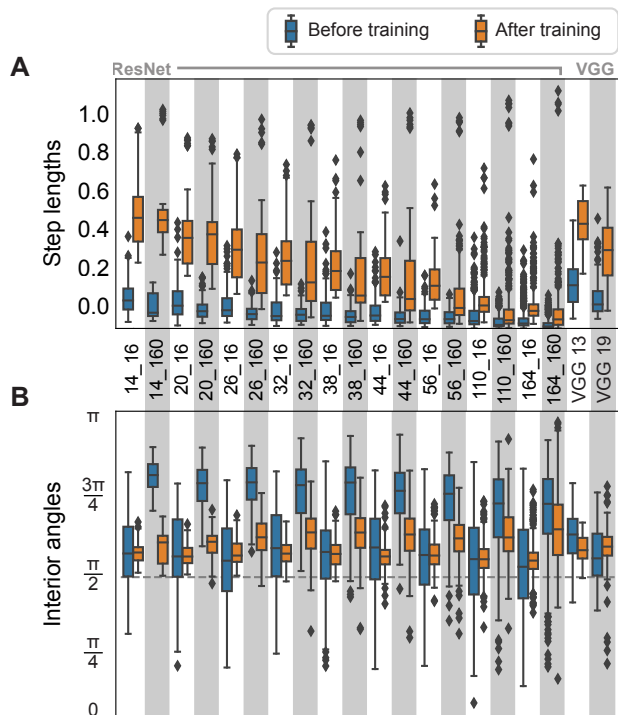 Before training After training
A
ResNet VGG
Step lengths
1.0
0.8
0.6
0.4
0.2
0.0
14_16
14_160
20_16
20_160
26_16
26_160
32_16
32_160
38_16
38_160
44_16
44_160
56_16
56_160
110_16
110_160
164_16
164_160
VGG 13
VGG 19
B
Interior angles
π
3π/4
π/2
π/4
0